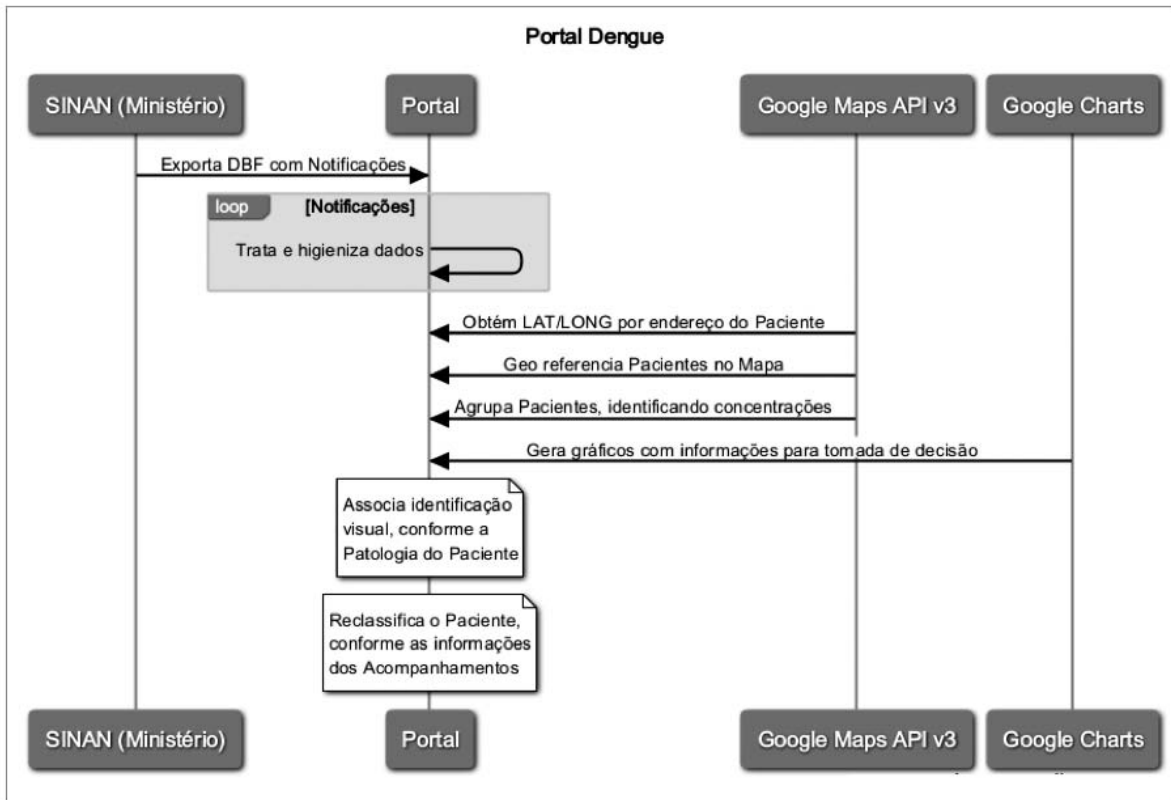 Portal Dengue
SINAN (Ministério)
Portal
Google Maps API v3
Google Charts
Exporta DBF com Notificações
loop
[Notificações]
Trata e higieniza dados
Obtém LAT/LONG por endereço do Paciente
Geo referencia Pacientes no Mapa
Agrupa Pacientes, identificando concentrações
Gera gráficos com informações para tomada de decisão
Associa identificação
visual, conforme a
Patologia do Paciente
Reclassifica o Paciente,
conforme as informações
dos Acompanhamentos
SINAN (Ministério)
Portal
Google Maps API v3
Google Charts